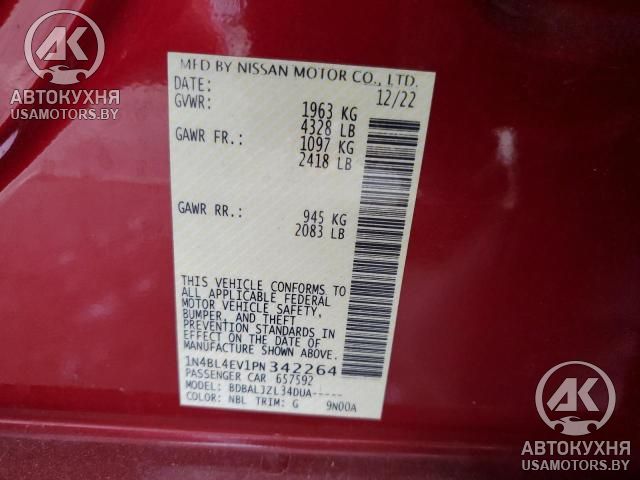 MFD BY NISSAN MOTOR CO., LTD.
DATE: 12/22
GVWR: 1963 KG
4328 LB
GAWR FR.: 1097 KG
2418 LB
GAWR RR.: 945 KG
2083 LB
THIS VEHICLE CONFORMS TO
ALL APPLICABLE FEDERAL
MOTOR VEHICLE SAFETY,
BUMPER, AND THEFT
PREVENTION STANDARDS IN
EFFECT ON THE DATE OF
MANUFACTURE SHOWN ABOVE.
1N4BL4EV1PN342264
PASSENGER CAR 657592
MODEL: BDBALJZL34DUA-----
COLOR: NBL TRIM: G 9N00A
АК
АВТОКУХНЯ
USAMOTORS.BY
АК
АВТОКУХНЯ
USAMOTORS.BY